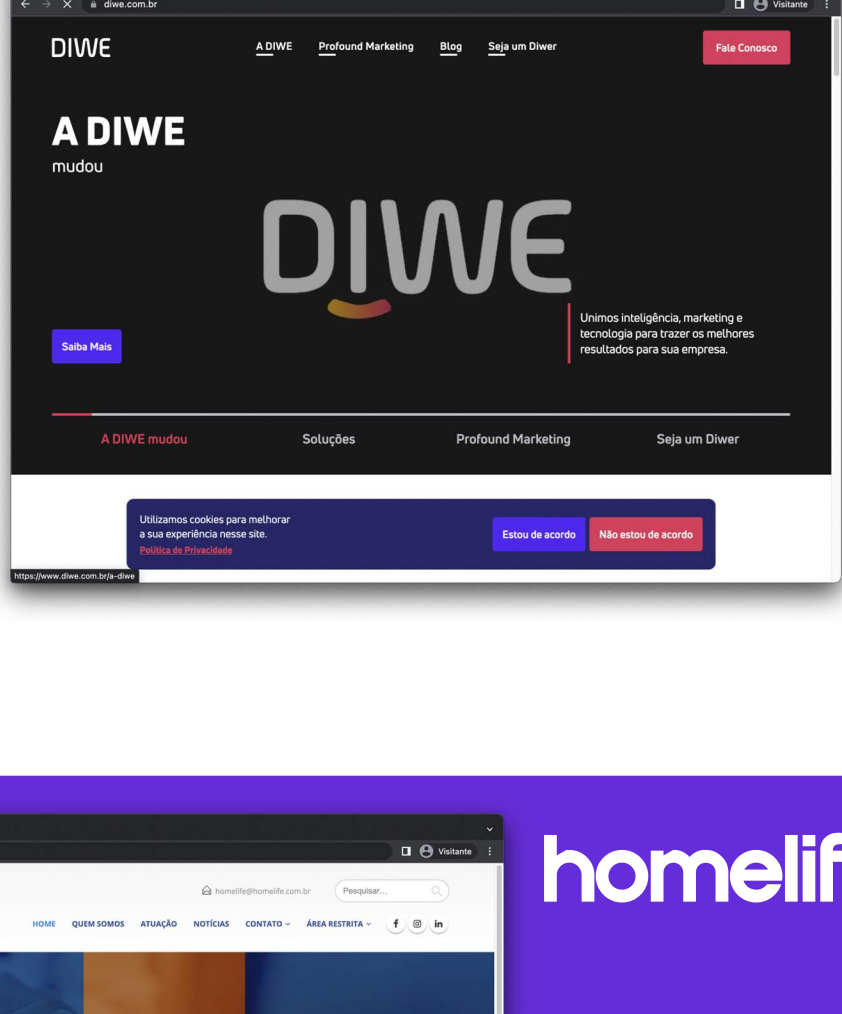 diwe.com.br
Visitante
DIWE
A DIWE
Profound Marketing
Blog
Seja um Diwer
Fale Conosco
A DIWE
mudou
DIWE
Unimos inteligência, marketing e
tecnologia para trazer os melhores
resultados para sua empresa.
Saiba Mais
A DIWE mudou
Soluções
Profound Marketing
Seja um Diwer
Utilizamos cookies para melhorar
a sua experiência nesse site.
Política de Privacidade
Estou de acordo
Não estou de acordo
https://www.diwe.com.br/a-diwe
Visitante
homelife@homelife.com.br
Pesquisar...
HOME
QUEM SOMOS
ATUAÇÃO
NOTÍCIAS
CONTATO
ÁREA RESTRITA
f
in
homelif